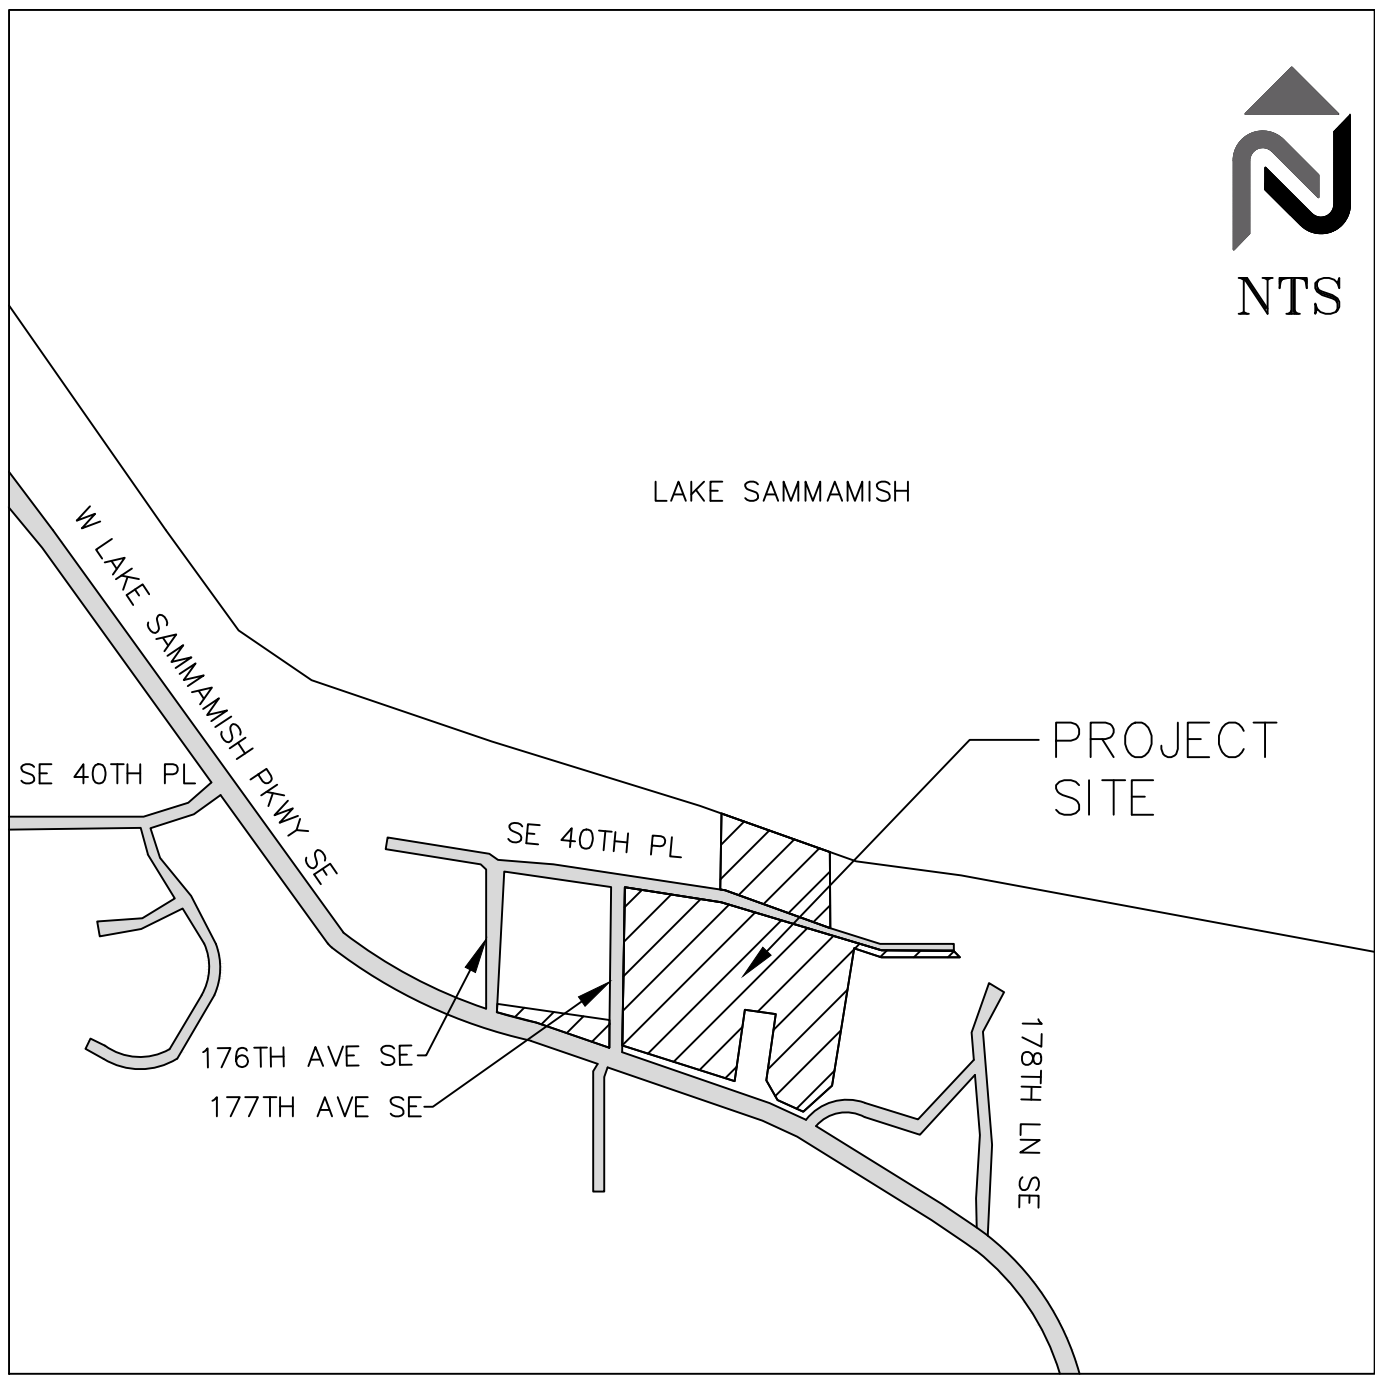 NTS
LAKE SAMMAMISH
W LAKE SAMMAMISH PKWY SE
PROJECT
SITE
SE 40TH PL
SE 40TH PL
176TH AVE SE
177TH AVE SE
178TH LN SE